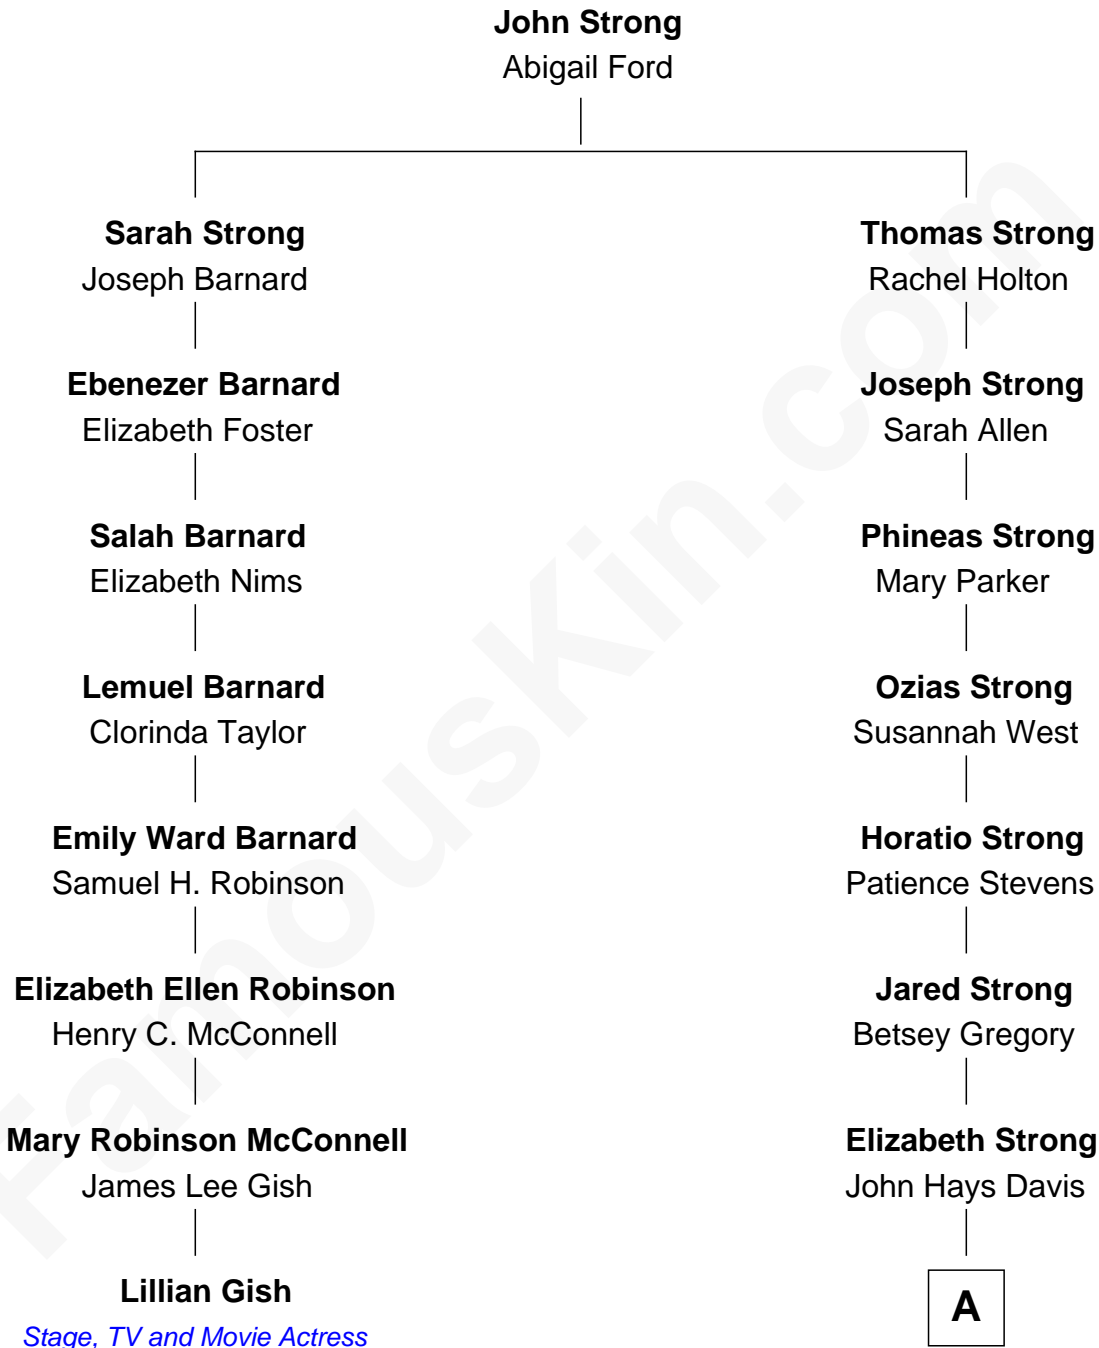 John Strong
Abigail Ford
Sarah Strong
Joseph Barnard
Thomas Strong
Rachel Holton
Ebenezer Barnard
Elizabeth Foster
Joseph Strong
Sarah Allen
Salah Barnard
Elizabeth Nims
Phineas Strong
Mary Parker
Lemuel Barnard
Clorinda Taylor
Ozias Strong
Susannah West
Emily Ward Barnard
Samuel H. Robinson
Horatio Strong
Patience Stevens
Elizabeth Ellen Robinson
Henry C. McConnell
Jared Strong
Betsey Gregory
Mary Robinson McConnell
James Lee Gish
Elizabeth Strong
John Hays Davis
Lillian Gish
Stage, TV and Movie Actress
A
FamousKin.com